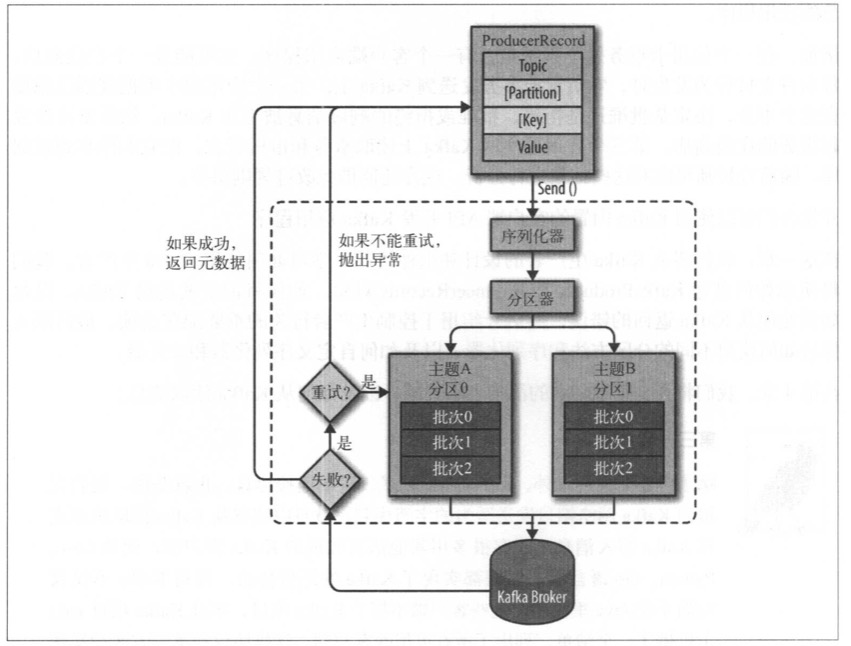 ProducerRecord
Topic
[Partition]
[Key]
Value
Send ()
如果成功，
返回元数据
如果不能重试，
抛出异常
序列化器
分区器
主题A
分区0
批次0
批次1
批次2
主题B
分区1
批次0
批次1
批次2
重试?
是
是
失败?
Kafka Broker